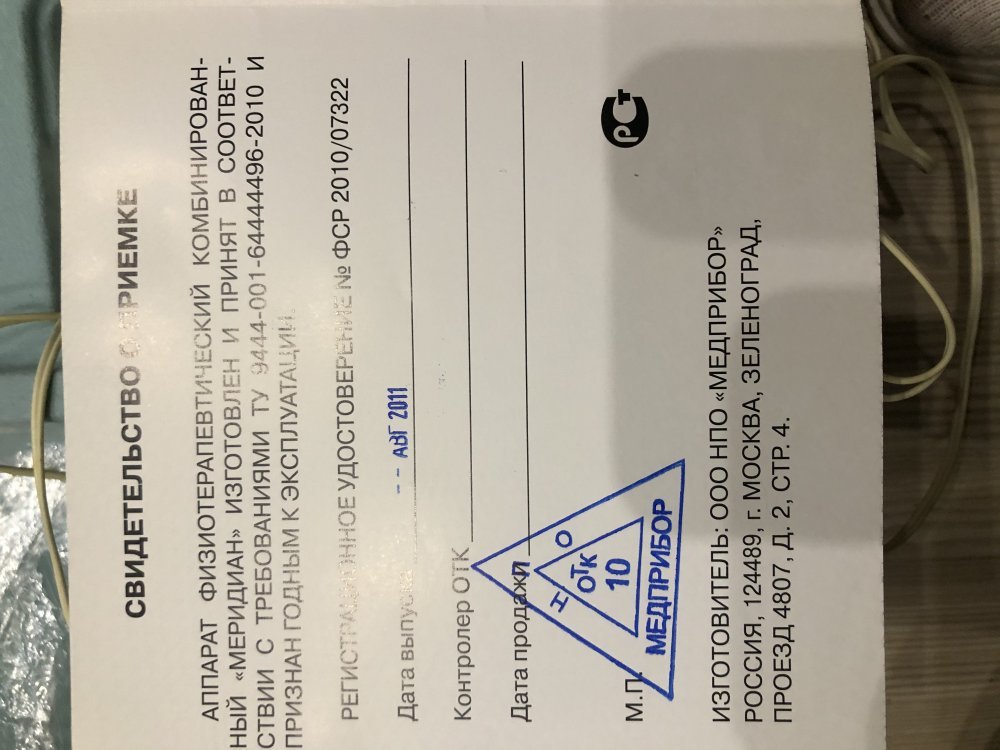 СВИДЕТЕЛЬСТВО О ПРИЕМКЕ
АППАРАТ ФИЗИОТЕРАПЕВТИЧЕСКИЙ КОМБИНИРОВАН-
НЫЙ «МЕРИДИАН» ИЗГОТОВЛЕН И ПРИНЯТ В СООТВЕТ-
СТВИИ С ТРЕБОВАНИЯМИ ТУ 9444-001-64444496-2010 И
ПРИЗНАН ГОДНЫМ К ЭКСПЛУАТАЦИИ.
РЕГИСТРАЦИОННОЕ УДОСТОВЕРЕНИЕ № ФСР 2010/07322
Дата выпуска -- АВГ 2011
Контролер ОТК
Дата продажи
М.П.
Н О
ОТК
10
МЕДПРИБОР
РСТ
ИЗГОТОВИТЕЛЬ: ООО НПО «МЕДПРИБОР»
РОССИЯ, 124489, г. МОСКВА, ЗЕЛЕНОГРАД,
ПРОЕЗД 4807, Д. 2, СТР. 4.